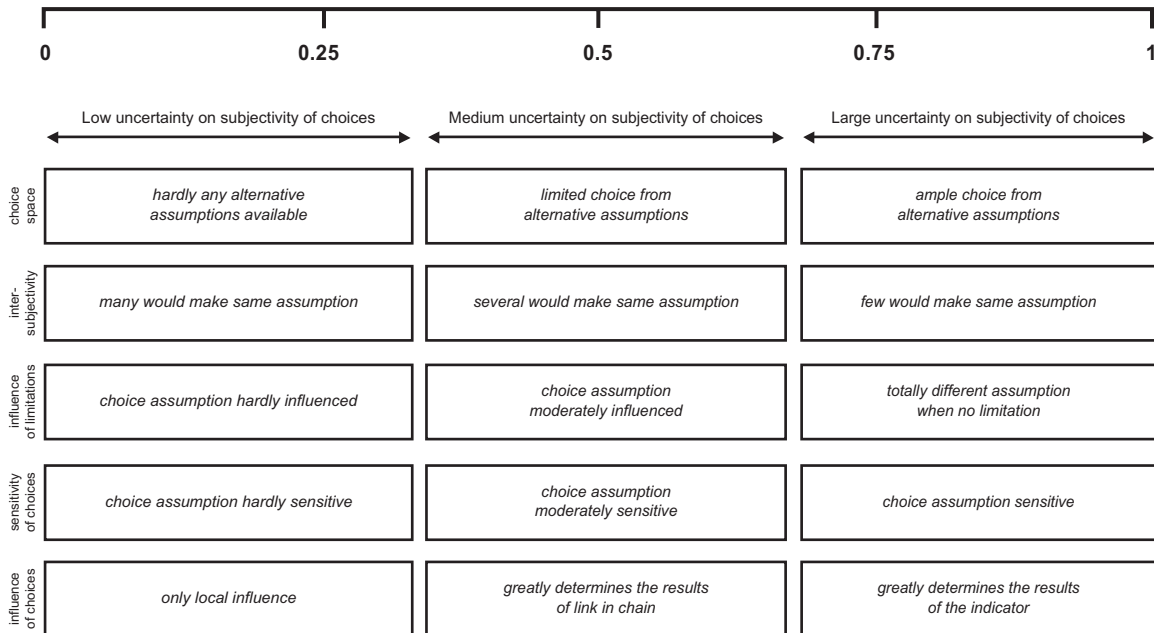 0 0.25 0.5 0.75 1
Low uncertainty on subjectivity of choices
Medium uncertainty on subjectivity of choices
Large uncertainty on subjectivity of choices
choice
space
hardly any alternative
assumptions available
limited choice from
alternative assumptions
ample choice from
alternative assumptions
inter-
subjectivity
many would make same assumption
several would make same assumption
few would make same assumption
influence
of limitations
choice assumption hardly influenced
choice assumption
moderately influenced
totally different assumption
when no limitation
sensitivity
of choices
choice assumption hardly sensitive
choice assumption
moderately sensitive
choice assumption sensitive
influence
of choices
only local influence
greatly determines the results
of link in chain
greatly determines the results
of the indicator